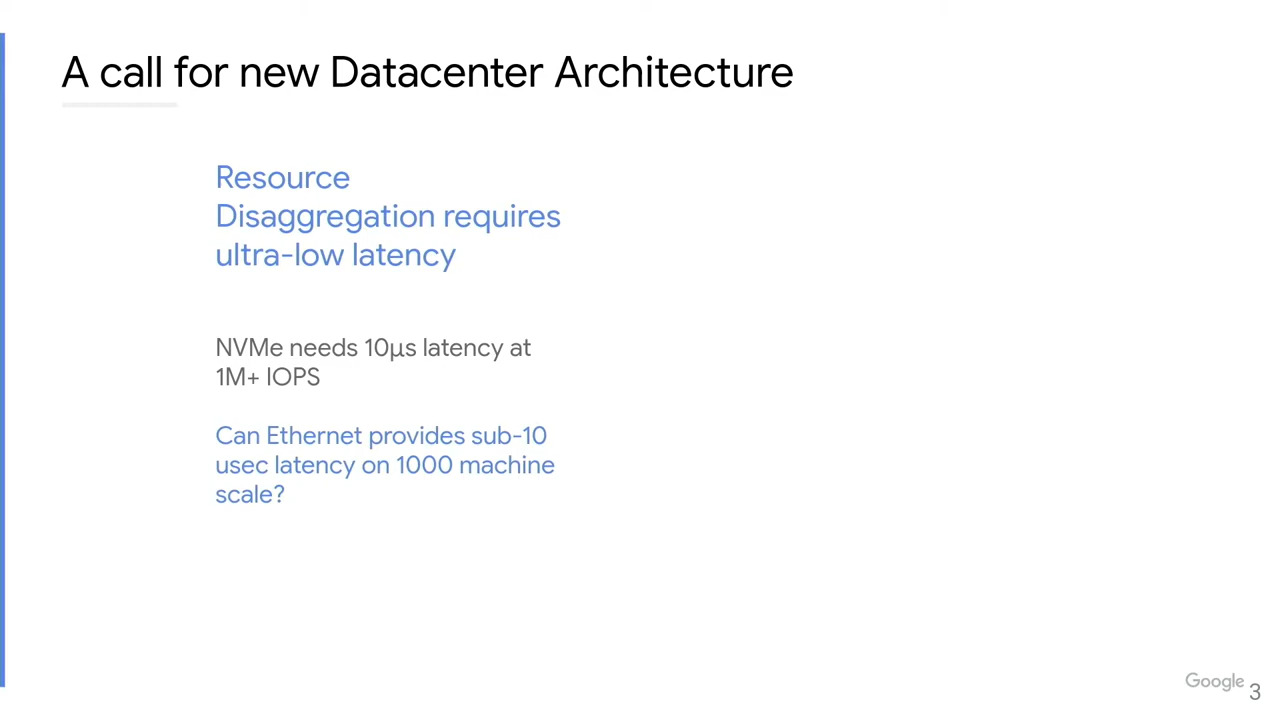 A call for new Datacenter Architecture
Resource
Disaggregation requires
ultra-low latency
NVMe needs 10µs latency at
1M+ IOPS
Can Ethernet provides sub-10
usec latency on 1000 machine
scale?
Google
3